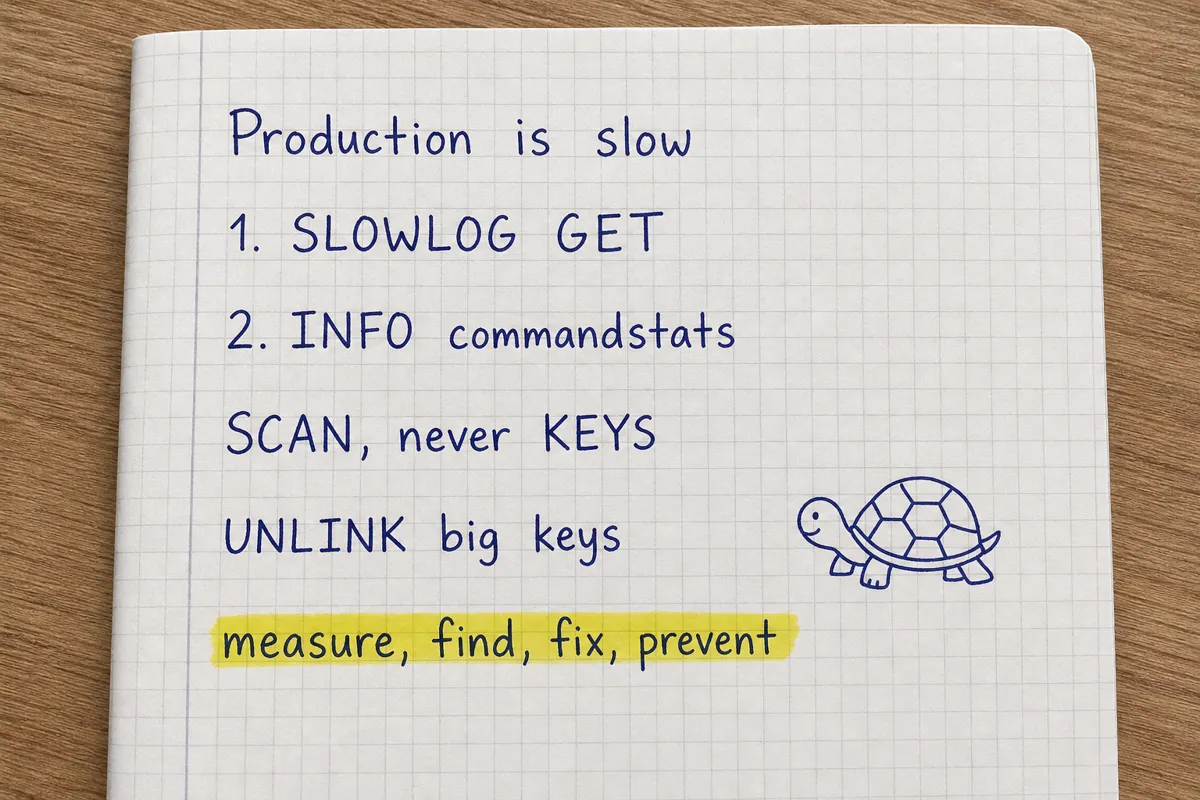 Production is slow
1. SLOWLOG GET
2. INFO commandstats
SCAN, never KEYS
UNLINK big keys
measure, find, fix, prevent